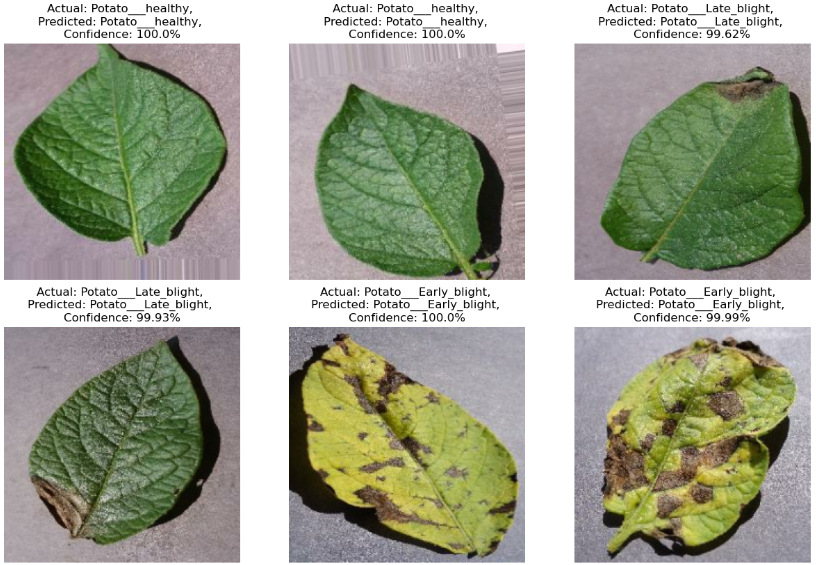 Actual: Potato___healthy,
Predicted: Potato___healthy,
Confidence: 100.0%
Actual: Potato___healthy,
Predicted: Potato___healthy,
Confidence: 100.0%
Actual: Potato___Late_blight,
Predicted: Potato___Late_blight,
Confidence: 99.62%
Actual: Potato___Late_blight,
Predicted: Potato___Late_blight,
Confidence: 99.93%
Actual: Potato___Early_blight,
Predicted: Potato___Early_blight,
Confidence: 100.0%
Actual: Potato___Early_blight,
Predicted: Potato___Early_blight,
Confidence: 99.99%